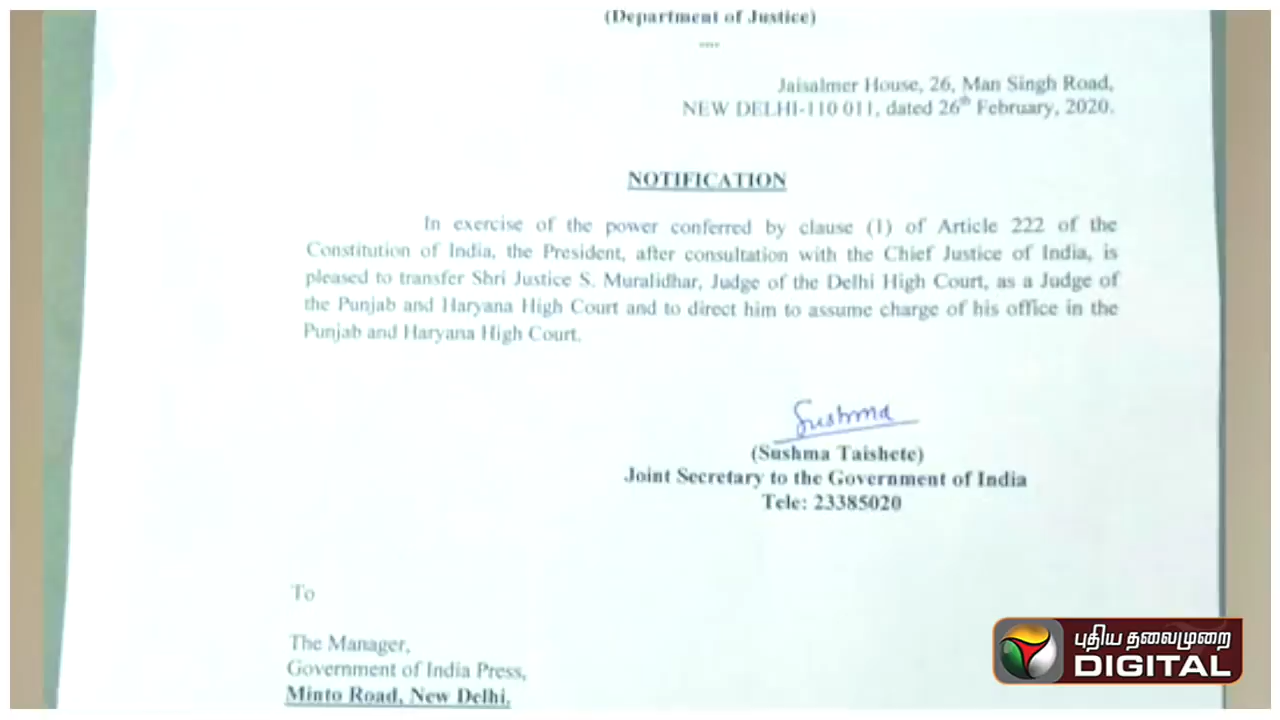 (Department of Justice)
----
Jaisalmer House, 26, Man Singh Road,
NEW DELHI-110 011, dated 26th February, 2020.
NOTIFICATION
In exercise of the power conferred by clause (1) of Article 222 of the
Constitution of India, the President, after consultation with the Chief Justice of India, is
pleased to transfer Shri Justice S. Muralidhar, Judge of the Delhi High Court, as a Judge of
the Punjab and Haryana High Court and to direct him to assume charge of his office in the
Punjab and Haryana High Court.
Sushma
(Sushma Taishete)
Joint Secretary to the Government of India
Tele: 23385020
To
The Manager,
Government of India Press,
Minto Road, New Delhi.
புதிய தலைமுறை
DIGITAL